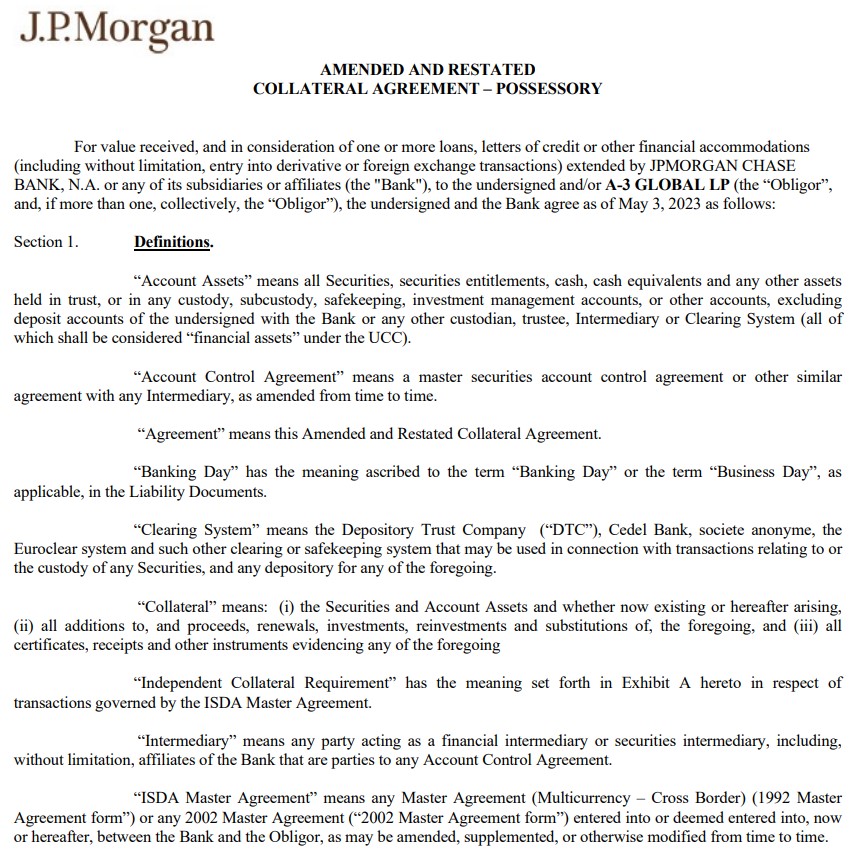 J.P.Morgan
AMENDED AND RESTATED
COLLATERAL AGREEMENT – POSSESSORY
For value received, and in consideration of one or more loans, letters of credit or other financial accommodations
(including without limitation, entry into derivative or foreign exchange transactions) extended by JPMORGAN CHASE
BANK, N.A. or any of its subsidiaries or affiliates (the "Bank"), to the undersigned and/or A-3 GLOBAL LP (the “Obligor”,
and, if more than one, collectively, the “Obligor”), the undersigned and the Bank agree as of May 3, 2023 as follows:
Section 1. Definitions.
“Account Assets” means all Securities, securities entitlements, cash, cash equivalents and any other assets
held in trust, or in any custody, subcustody, safekeeping, investment management accounts, or other accounts, excluding
deposit accounts of the undersigned with the Bank or any other custodian, trustee, Intermediary or Clearing System (all of
which shall be considered “financial assets” under the UCC).
“Account Control Agreement” means a master securities account control agreement or other similar
agreement with any Intermediary, as amended from time to time.
“Agreement” means this Amended and Restated Collateral Agreement.
“Banking Day” has the meaning ascribed to the term “Banking Day” or the term “Business Day”, as
applicable, in the Liability Documents.
“Clearing System” means the Depository Trust Company (“DTC”), Cedel Bank, societe anonyme, the
Euroclear system and such other clearing or safekeeping system that may be used in connection with transactions relating to or
the custody of any Securities, and any depository for any of the foregoing.
“Collateral” means: (i) the Securities and Account Assets and whether now existing or hereafter arising,
(ii) all additions to, and proceeds, renewals, investments, reinvestments and substitutions of, the foregoing, and (iii) all
certificates, receipts and other instruments evidencing any of the foregoing
“Independent Collateral Requirement” has the meaning set forth in Exhibit A hereto in respect of
transactions governed by the ISDA Master Agreement.
“Intermediary” means any party acting as a financial intermediary or securities intermediary, including,
without limitation, affiliates of the Bank that are parties to any Account Control Agreement.
“ISDA Master Agreement” means any Master Agreement (Multicurrency – Cross Border) (1992 Master
Agreement form”) or any 2002 Master Agreement (“2002 Master Agreement form”) entered into or deemed entered into, now
or hereafter, between the Bank and the Obligor, as may be amended, supplemented, or otherwise modified from time to time.